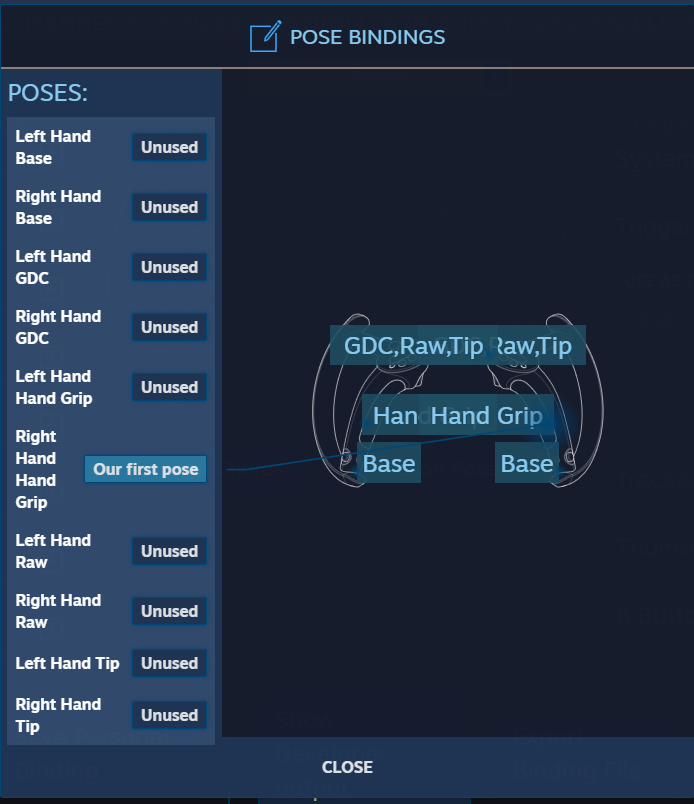 POSE BINDINGS
POSES:
Left Hand
Base
Unused
Right Hand
Base
Unused
Left Hand
GDC
Unused
Right Hand
GDC
Unused
Left Hand
Hand Grip
Unused
Right
Hand
Hand
Grip
Our first pose
Left Hand
Raw
Unused
Right Hand
Raw
Unused
Left Hand Tip
Unused
Right Hand
Tip
Unused
GDC,Raw,Tip Raw,Tip
Han Hand Grip
Base
Base
CLOSE